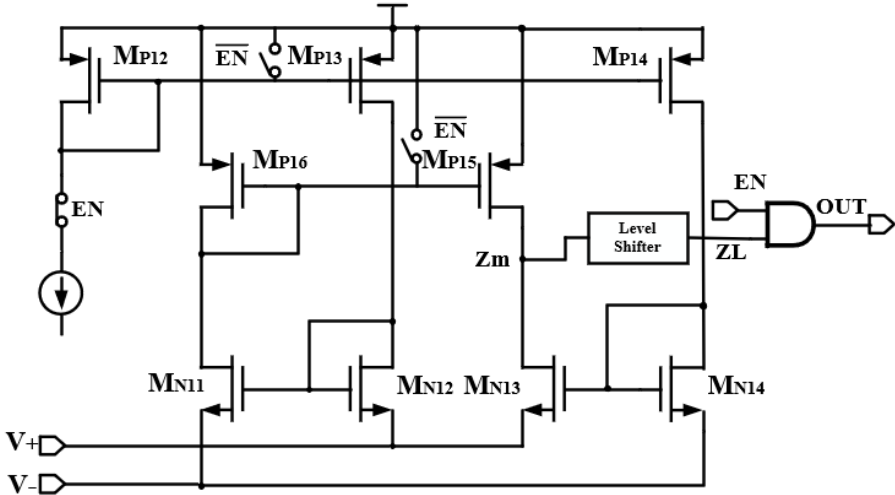 MP12
EN
MP13
MP14
MP16
EN
MP15
EN
EN
OUT
Level
Shifter
Zm
ZL
MN11
MN12
MN13
MN14
V+
V-